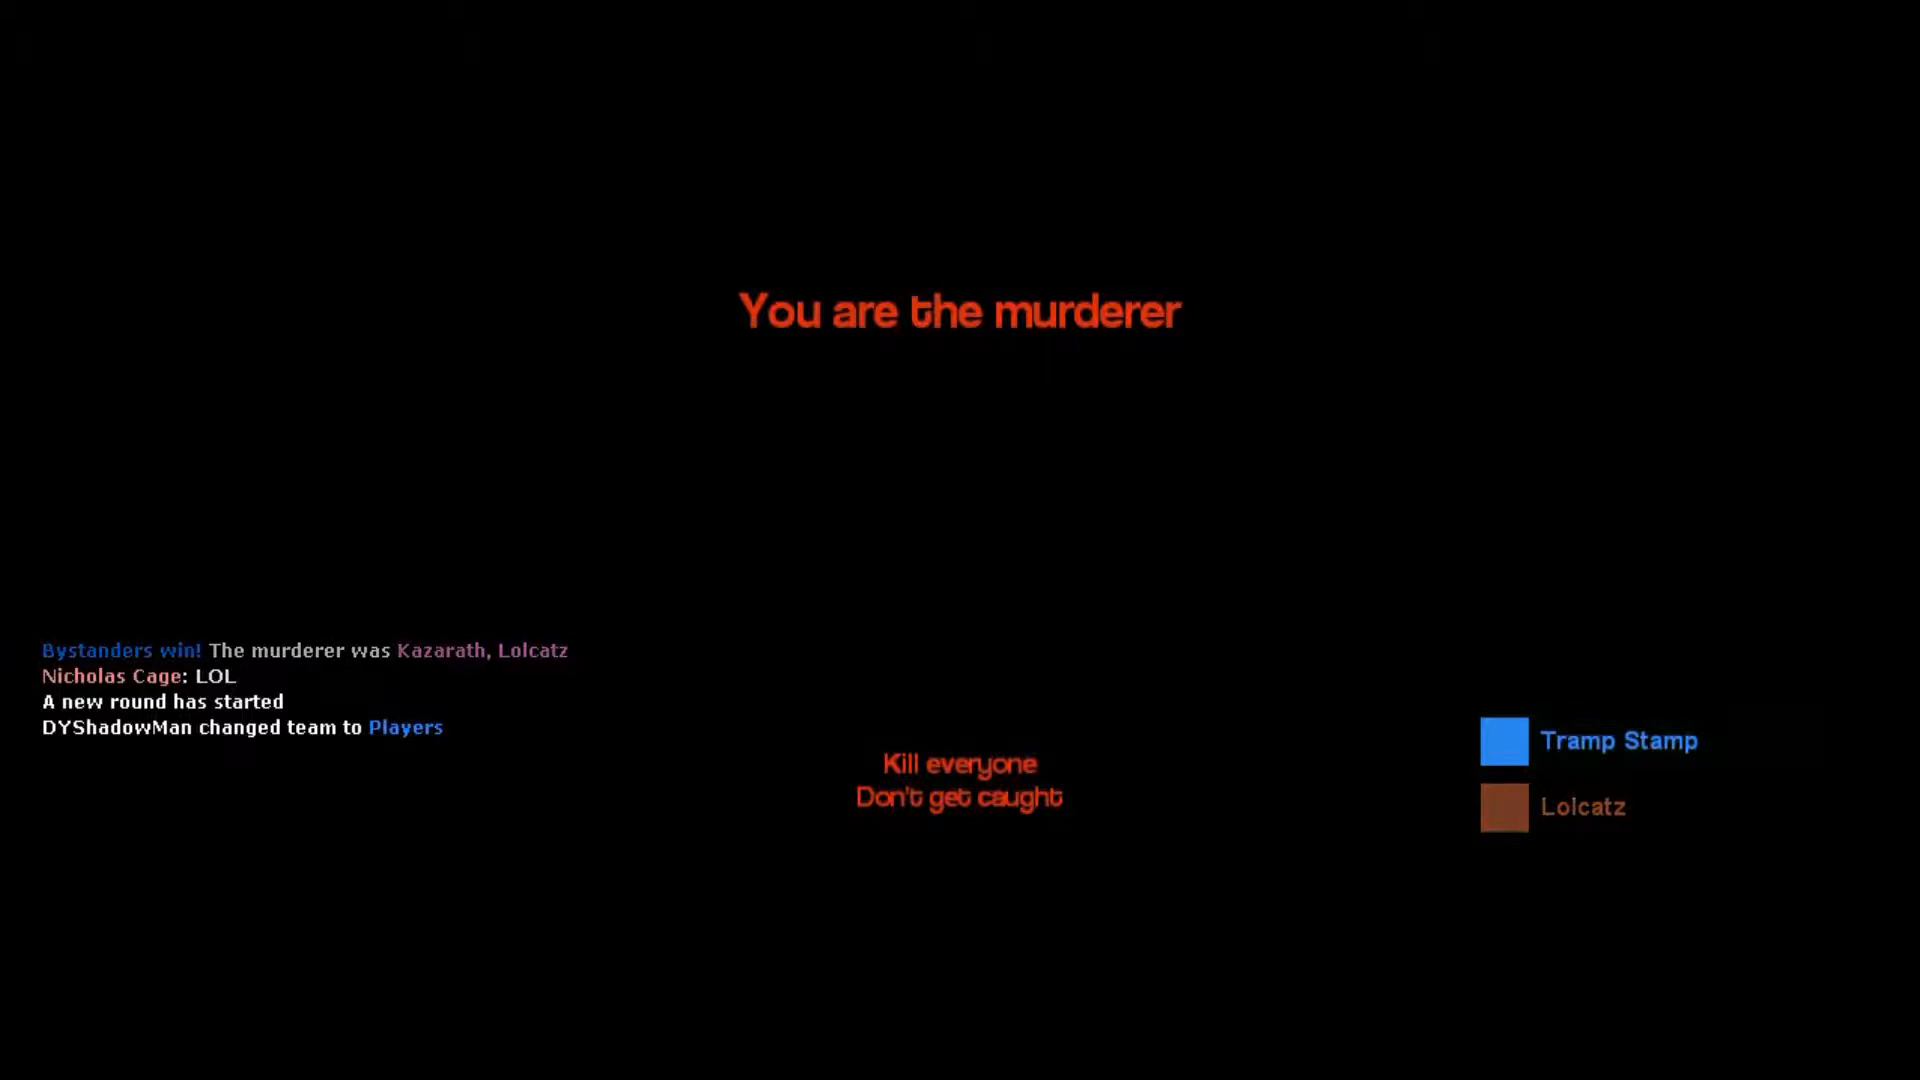 You are the murderer
Bystanders win! The murderer was Kazarath, Lolcatz
Nicholas Cage: LOL
A new round has started
DYShadowMan changed team to Players
Kill everyone
Don't get caught
Tramp Stamp
Lolcatz